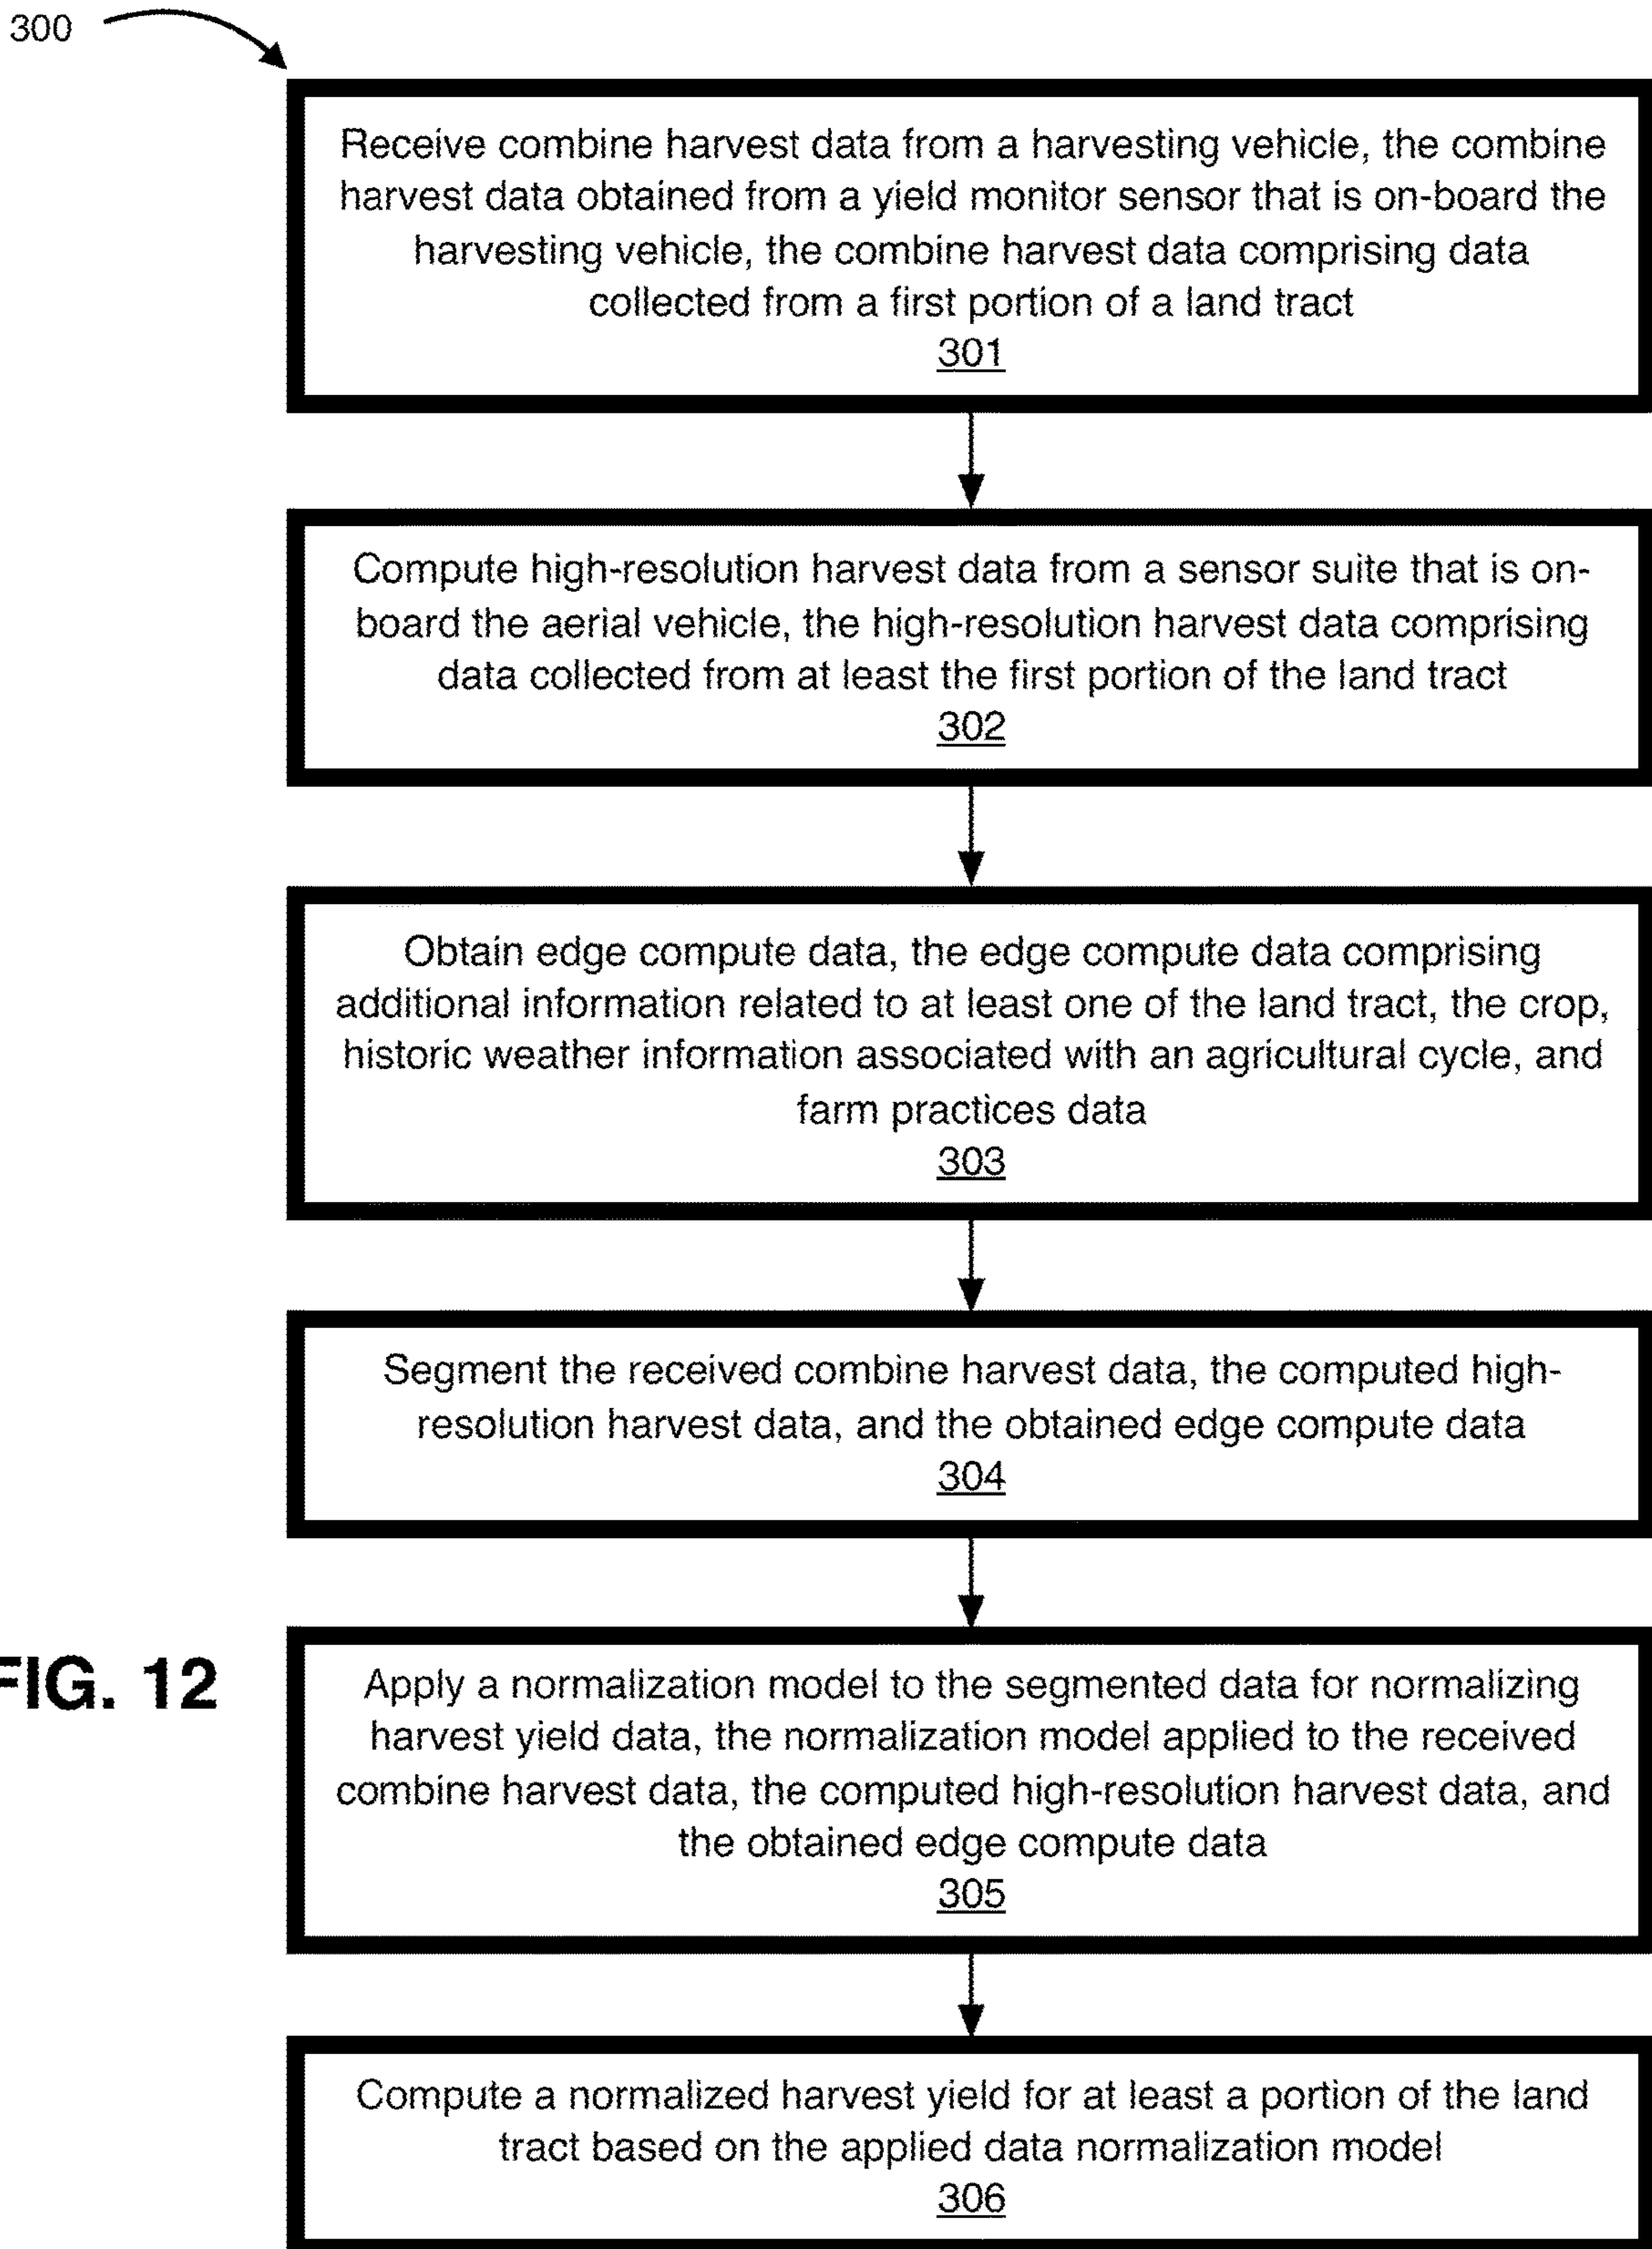 300
Receive combine harvest data from a harvesting vehicle, the combine
harvest data obtained from a yield monitor sensor that is on-board the
harvesting vehicle, the combine harvest data comprising data
collected from a first portion of a land tract
301
Compute high-resolution harvest data from a sensor suite that is on-
board the aerial vehicle, the high-resolution harvest data comprising
data collected from at least the first portion of the land tract
302
Obtain edge compute data, the edge compute data comprising
additional information related to at least one of the land tract, the crop,
historic weather information associated with an agricultural cycle, and
farm practices data
303
Segment the received combine harvest data, the computed high-
resolution harvest data, and the obtained edge compute data
304
FIG. 12
Apply a normalization model to the segmented data for normalizing
harvest yield data, the normalization model applied to the received
combine harvest data, the computed high-resolution harvest data, and
the obtained edge compute data
305
Compute a normalized harvest yield for at least a portion of the land
tract based on the applied data normalization model
306